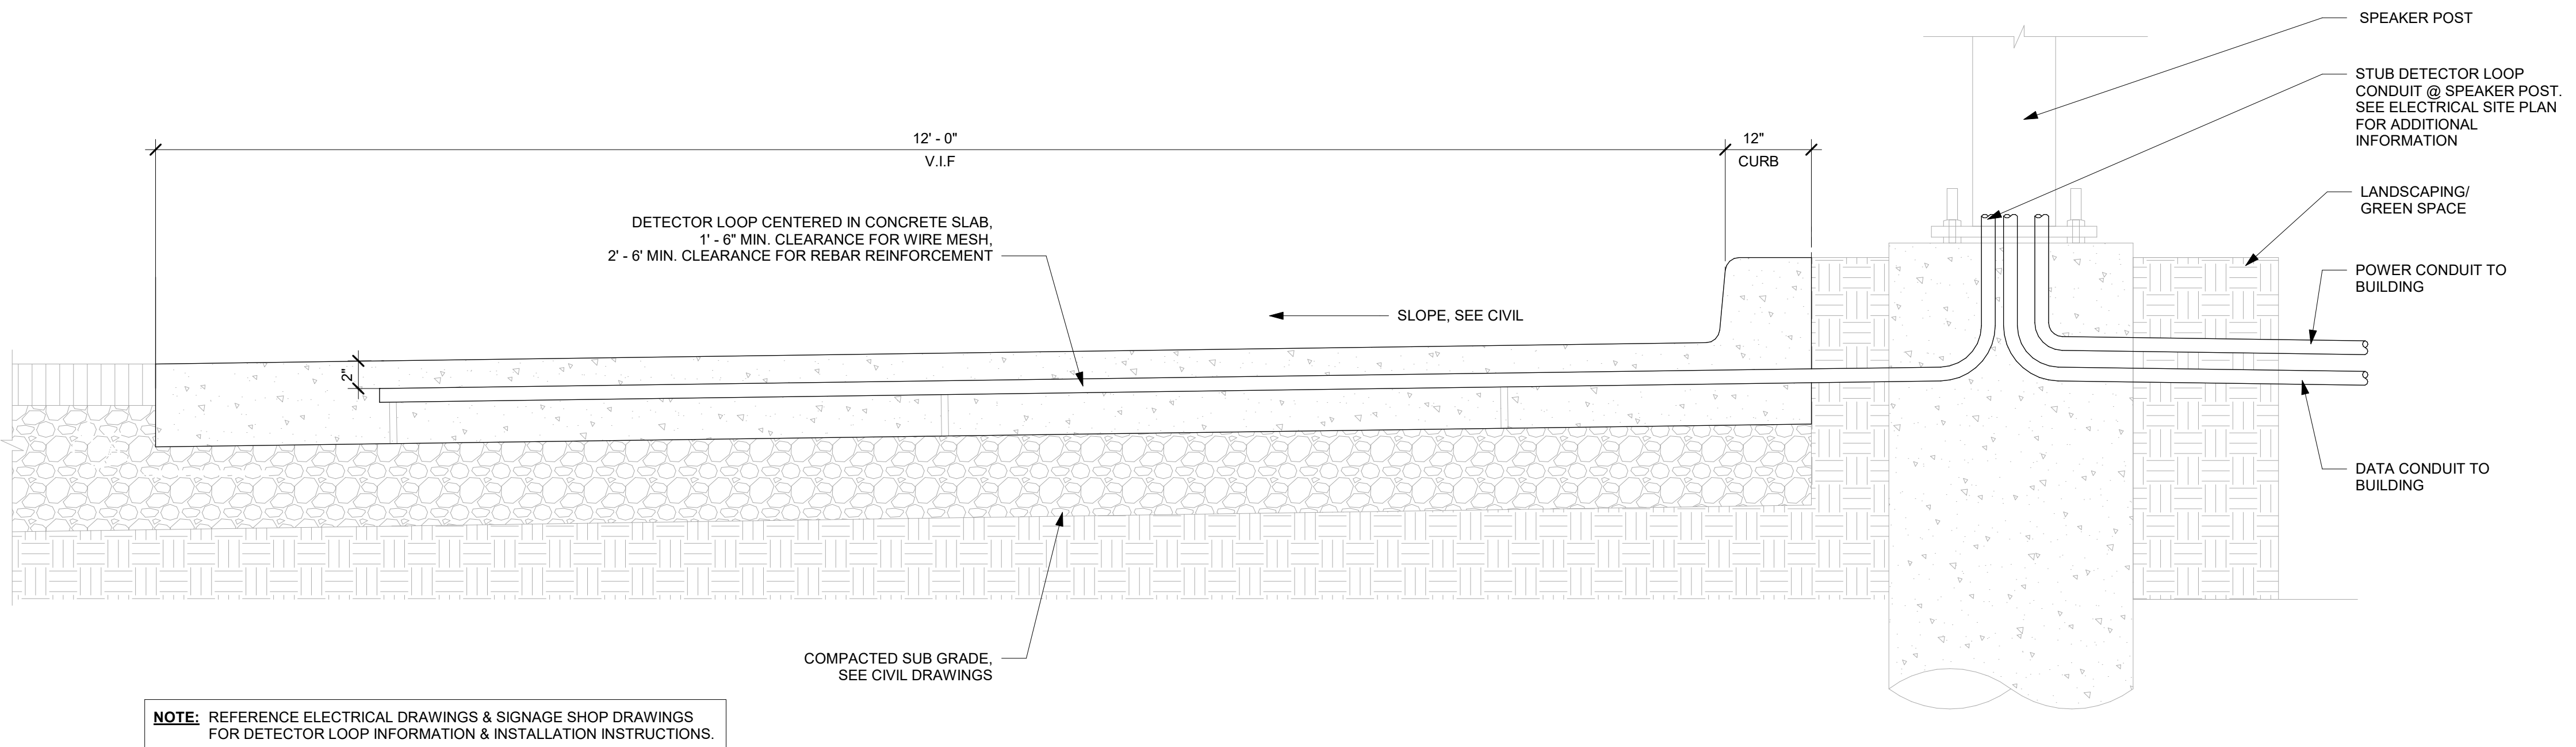 SPEAKER POST
STUB DETECTOR LOOP
CONDUIT @ SPEAKER POST.
SEE ELECTRICAL SITE PLAN
FOR ADDITIONAL
INFORMATION
12' - 0"
V.I.F
12"
CURB
LANDSCAPING/
GREEN SPACE
DETECTOR LOOP CENTERED IN CONCRETE SLAB,
1' - 6" MIN. CLEARANCE FOR WIRE MESH,
2' - 6' MIN. CLEARANCE FOR REBAR REINFORCEMENT
POWER CONDUIT TO
BUILDING
SLOPE, SEE CIVIL
2"
DATA CONDUIT TO
BUILDING
COMPACTED SUB GRADE,
SEE CIVIL DRAWINGS
NOTE: REFERENCE ELECTRICAL DRAWINGS & SIGNAGE SHOP DRAWINGS
FOR DETECTOR LOOP INFORMATION & INSTALLATION INSTRUCTIONS.